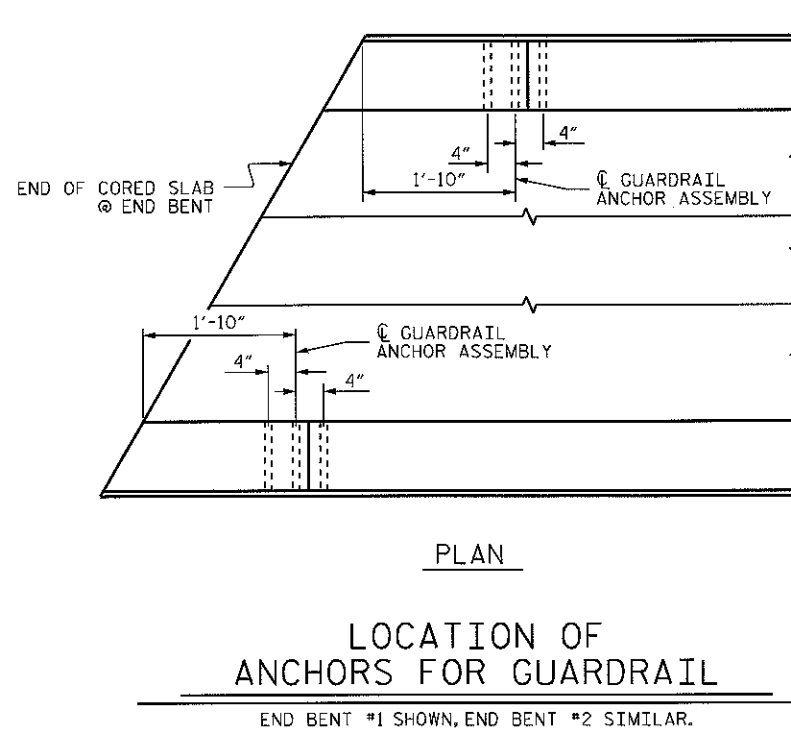 4"
4"
1'-10"
℄ GUARDRAIL
ANCHOR ASSEMBLY
END OF CORED SLAB
@ END BENT
1'-10"
℄ GUARDRAIL
ANCHOR ASSEMBLY
4"
4"
PLAN
LOCATION OF
ANCHORS FOR GUARDRAIL
END BENT #1 SHOWN, END BENT #2 SIMILAR.